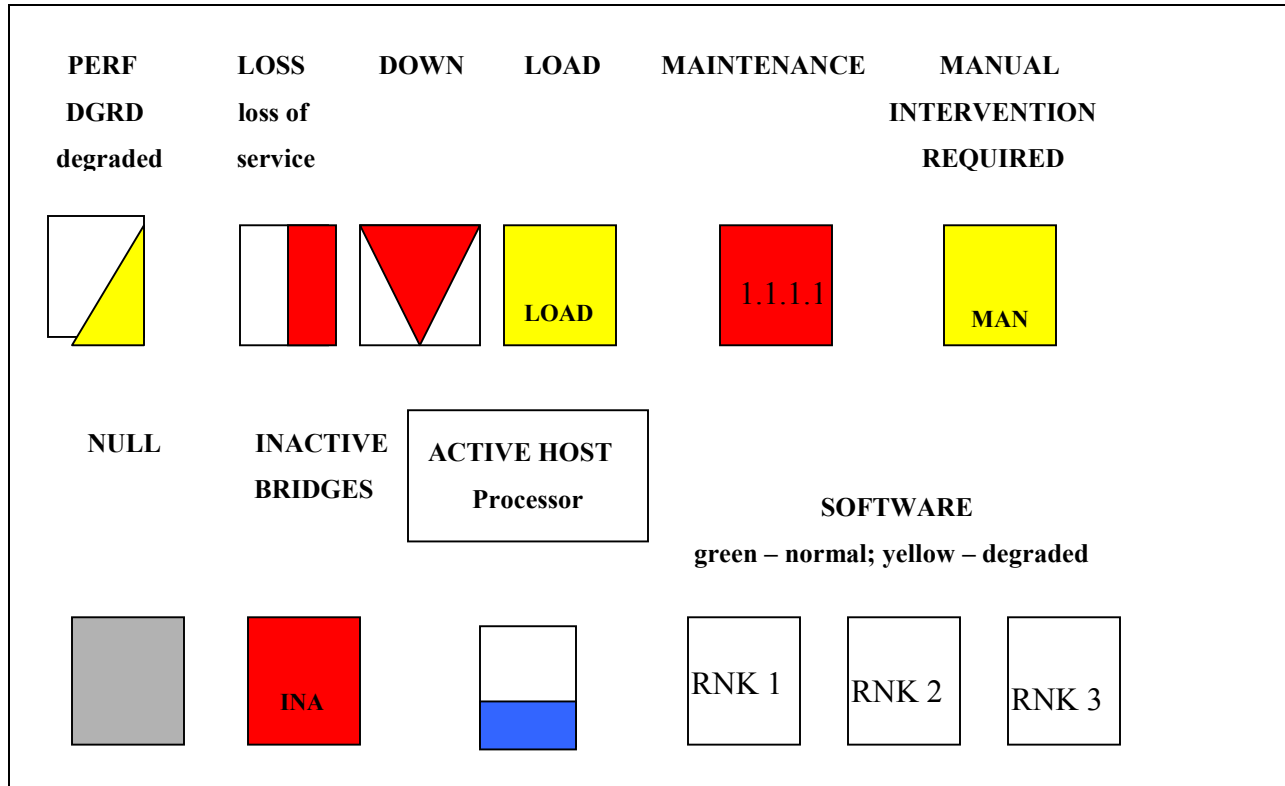 PERF LOSS DOWN LOAD MAINTENANCE MANUAL
DGRD loss of INTERVENTION
degraded service REQUIRED
LOAD 1.1.1.1 MAN
NULL INACTIVE ACTIVE HOST
BRIDGES Processor
SOFTWARE
green – normal; yellow – degraded
INA RNK 1 RNK 2 RNK 3